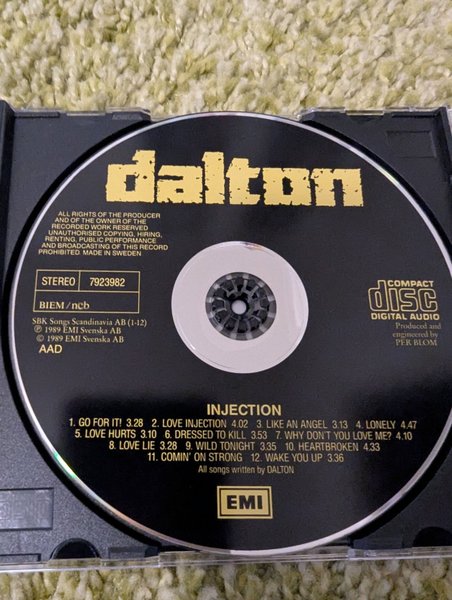 dalton
ALL RIGHTS OF THE PRODUCER
AND OF THE OWNER OF THE
RECORDED WORK RESERVED
UNAUTHORISED COPYING, HIRING,
RENTING, PUBLIC PERFORMANCE
AND BROADCASTING OF THIS RECORD
PROHIBITED. MADE IN SWEDEN
STEREO 7923982
BIEM/ncb
SBK Songs Scandinavia AB (1-12)
℗ 1989 EMI Svenska AB
© 1989 EMI Svenska AB
AAD
COMPACT
disc
DIGITAL AUDIO
Produced and
engineered by
PER BLOM
INJECTION
1. GO FOR IT! 3.28 2. LOVE INJECTION 4.02 3. LIKE AN ANGEL 3.13 4. LONELY 4.47
5. LOVE HURTS 3.10 6. DRESSED TO KILL 3.53 7. WHY DON'T YOU LOVE ME? 4.10
8. LOVE LIE 3.28 9. WILD TONIGHT 3.35 10. HEARTBROKEN 4.33
11. COMIN' ON STRONG 12. WAKE YOU UP 3.36
All songs written by DALTON
EMI